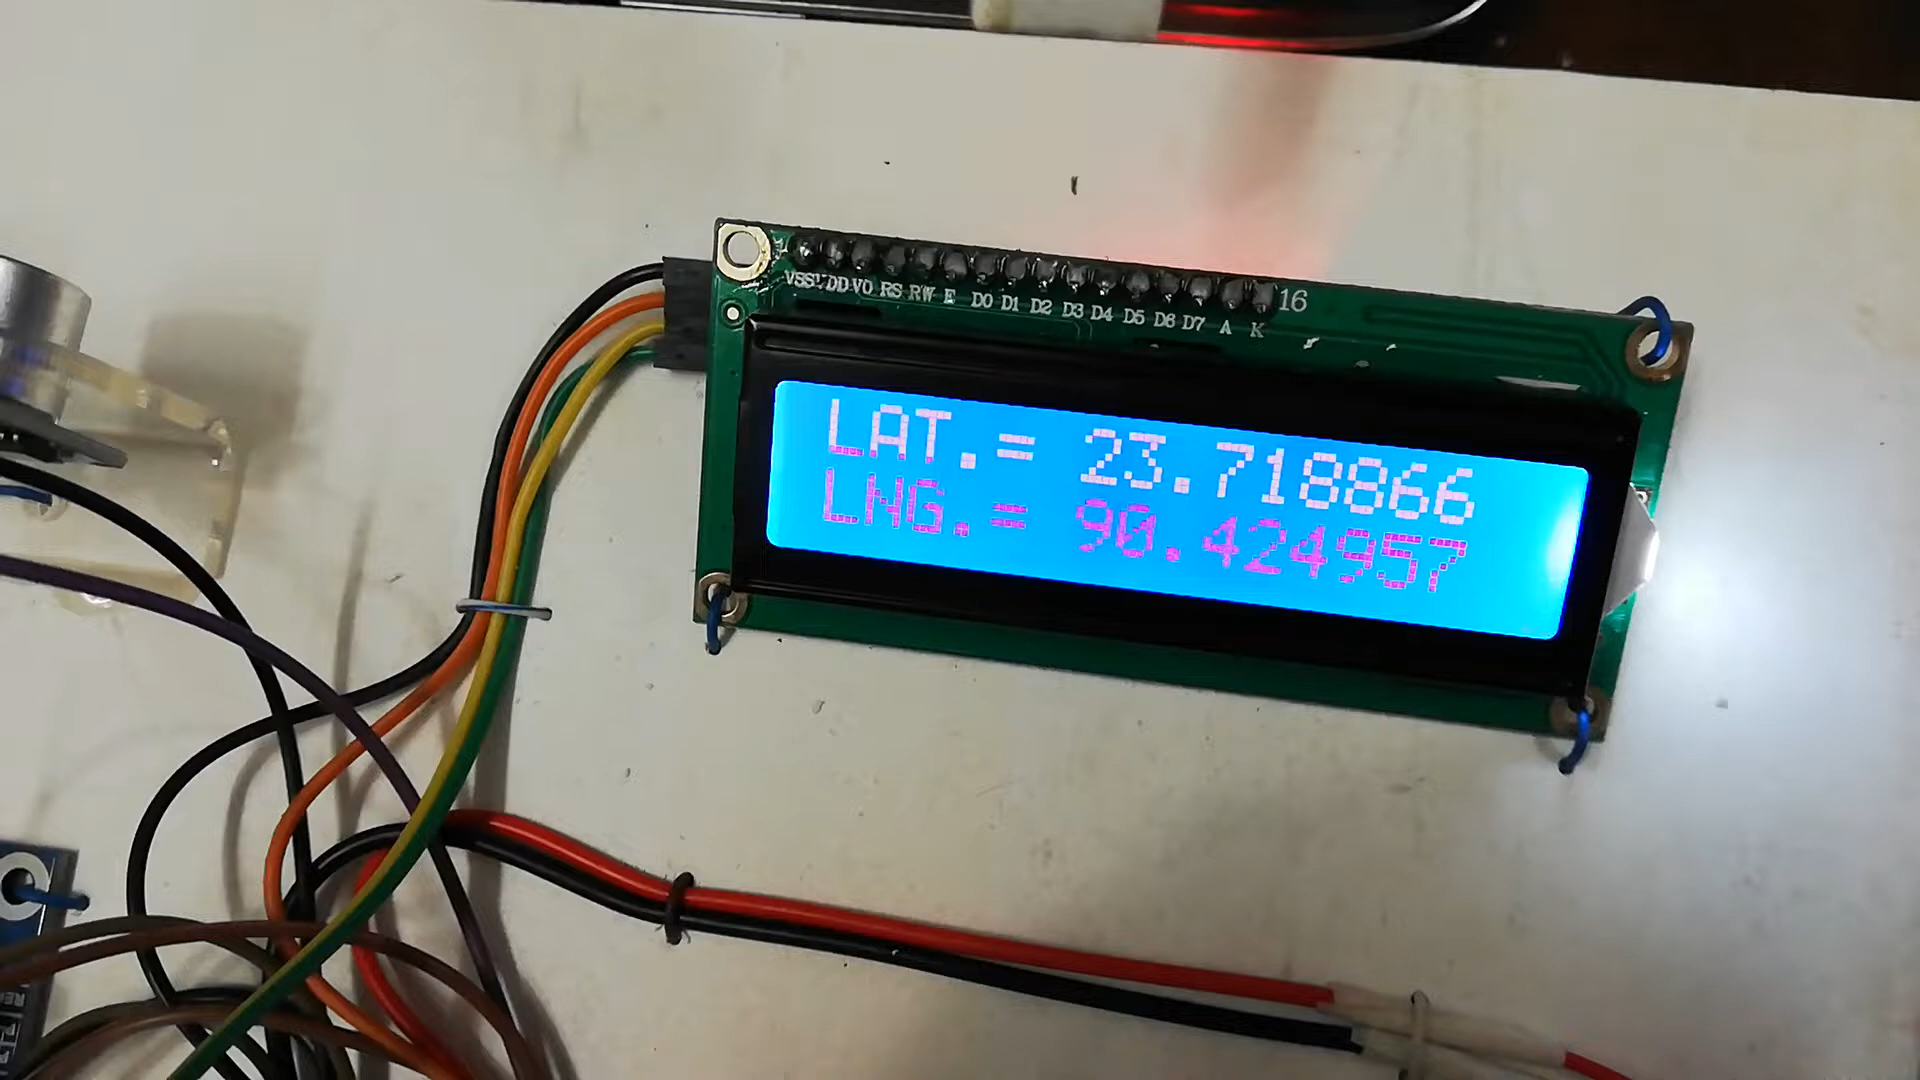 VSS VDD V0 RS RW E D0 D1 D2 D3 D4 D5 D6 D7 A K 16
LAT.= 23.718866
LNG.= 90.424957